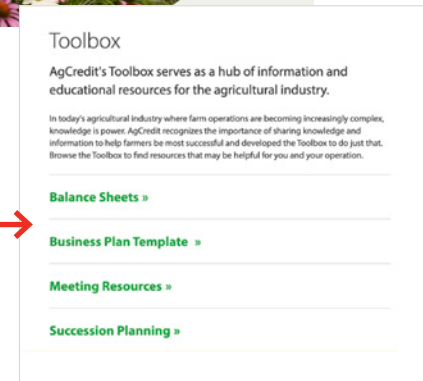 Toolbox
AgCredit's Toolbox serves as a hub of information and
educational resources for the agricultural industry.
In today's agricultural industry where farm operations are becoming increasingly complex,
knowledge is power. AgCredit recognizes the importance of sharing knowledge and
information to help farmers be most successful and developed the Toolbox to do just that.
Browse the Toolbox to find resources that may be helpful for you and your operation.
Balance Sheets »
Business Plan Template »
Meeting Resources »
Succession Planning »